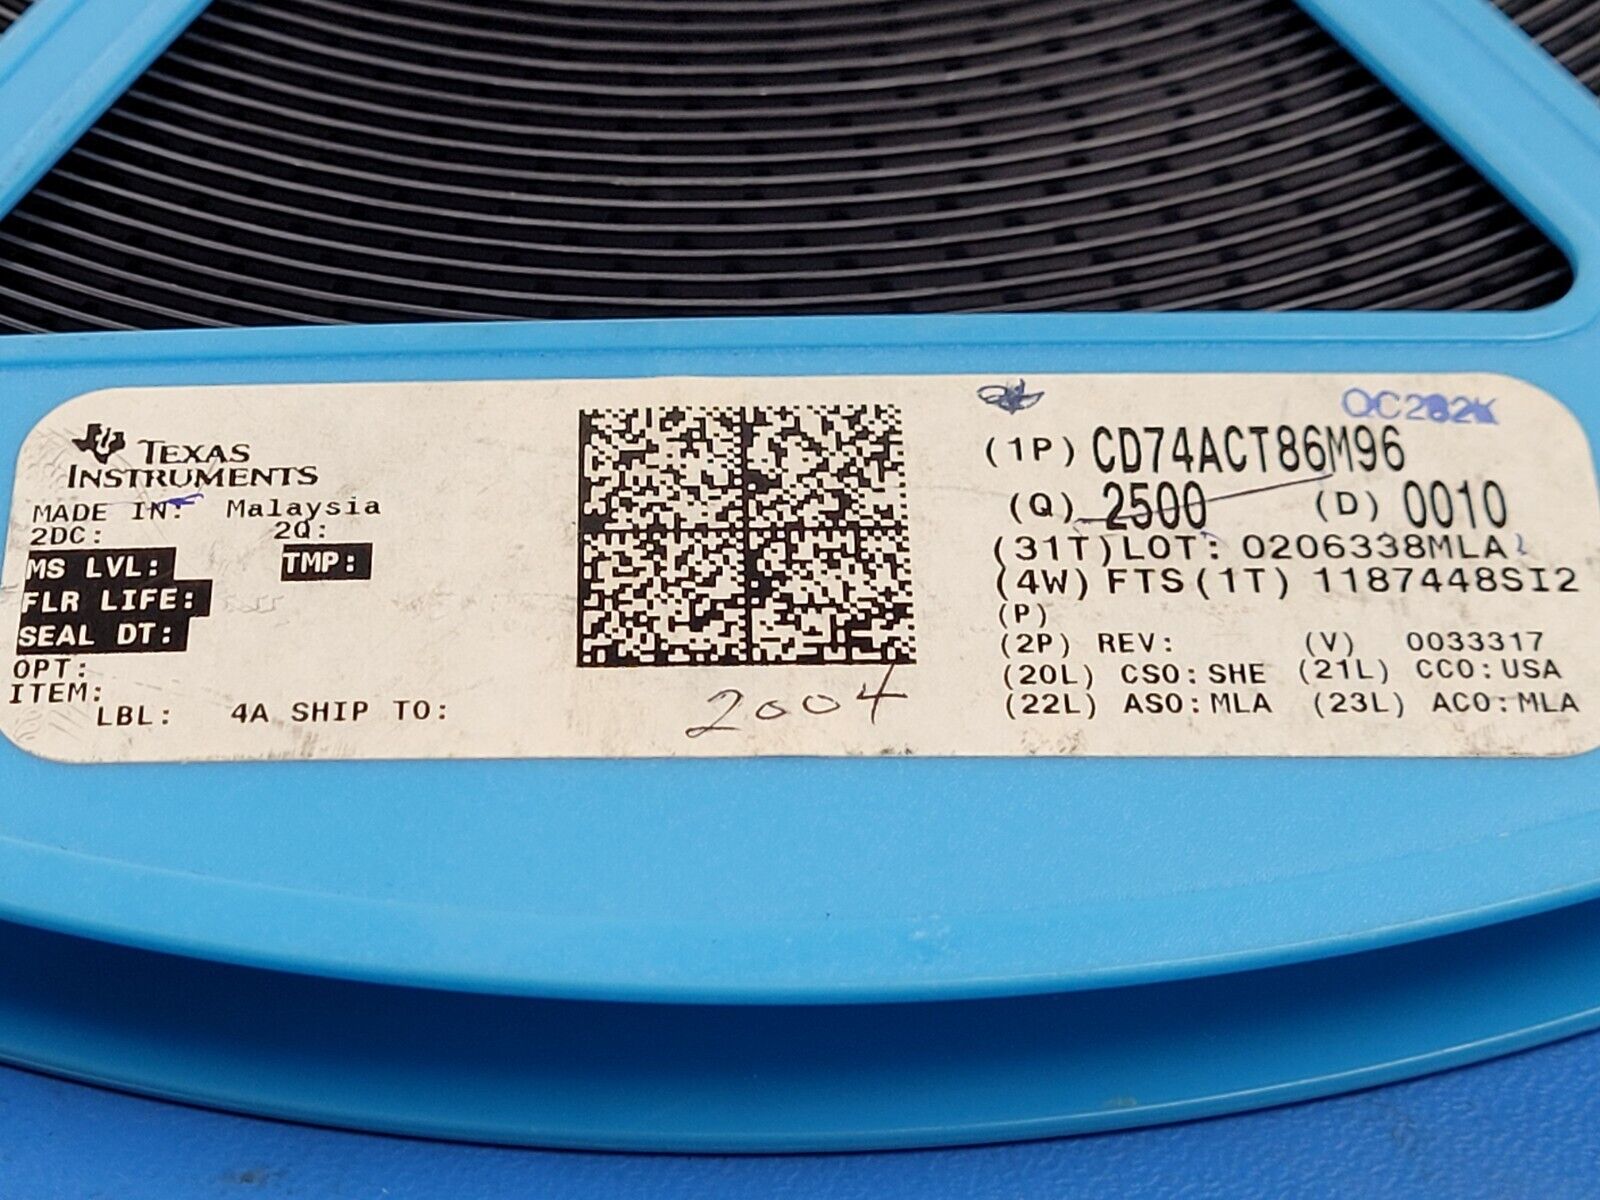 TEXAS
INSTRUMENTS
MADE IN: Malaysia
2DC: 2Q:
MS LVL: TMP:
FLR LIFE:
SEAL DT:
OPT:
ITEM:
LBL: 4A SHIP TO:
2004
QC282K
(1P) CD74ACT86M96
(Q) 2500 (D) 0010
(31T)LOT: 0206338MLA
(4W) FTS(1T) 1187448SI2
(P)
(2P) REV: (V) 0033317
(20L) CSO:SHE (21L) CCO:USA
(22L) ASO:MLA (23L) ACO:MLA